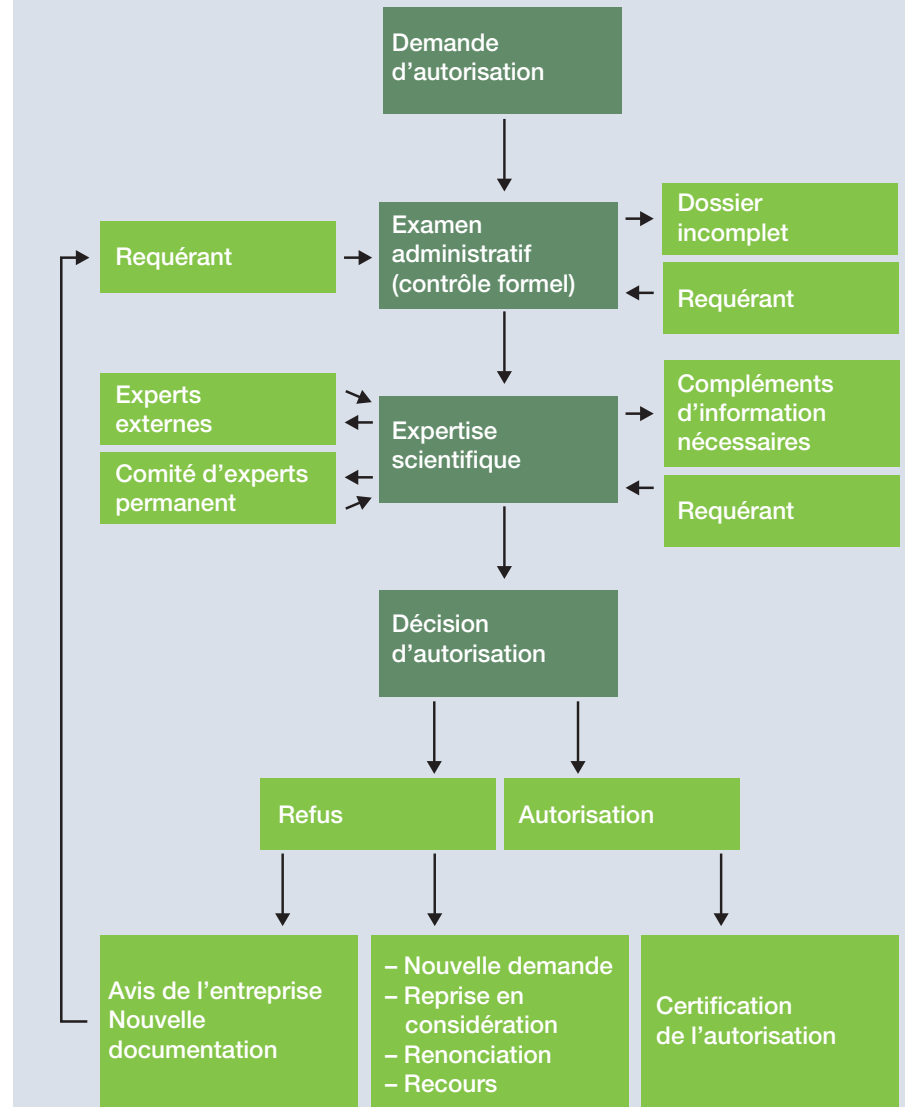 Demande
d'autorisation
Requérant
Examen
administratif
(contrôle formel)
Dossier
incomplet
Requérant
Experts
externes
Comité d'experts
permanent
Expertise
scientifique
Compléments
d'information
nécessaires
Requérant
Décision
d'autorisation
Refus
Autorisation
Avis de l'entreprise
Nouvelle
documentation
– Nouvelle demande
– Reprise en
considération
– Renonciation
– Recours
Certification
de l'autorisation